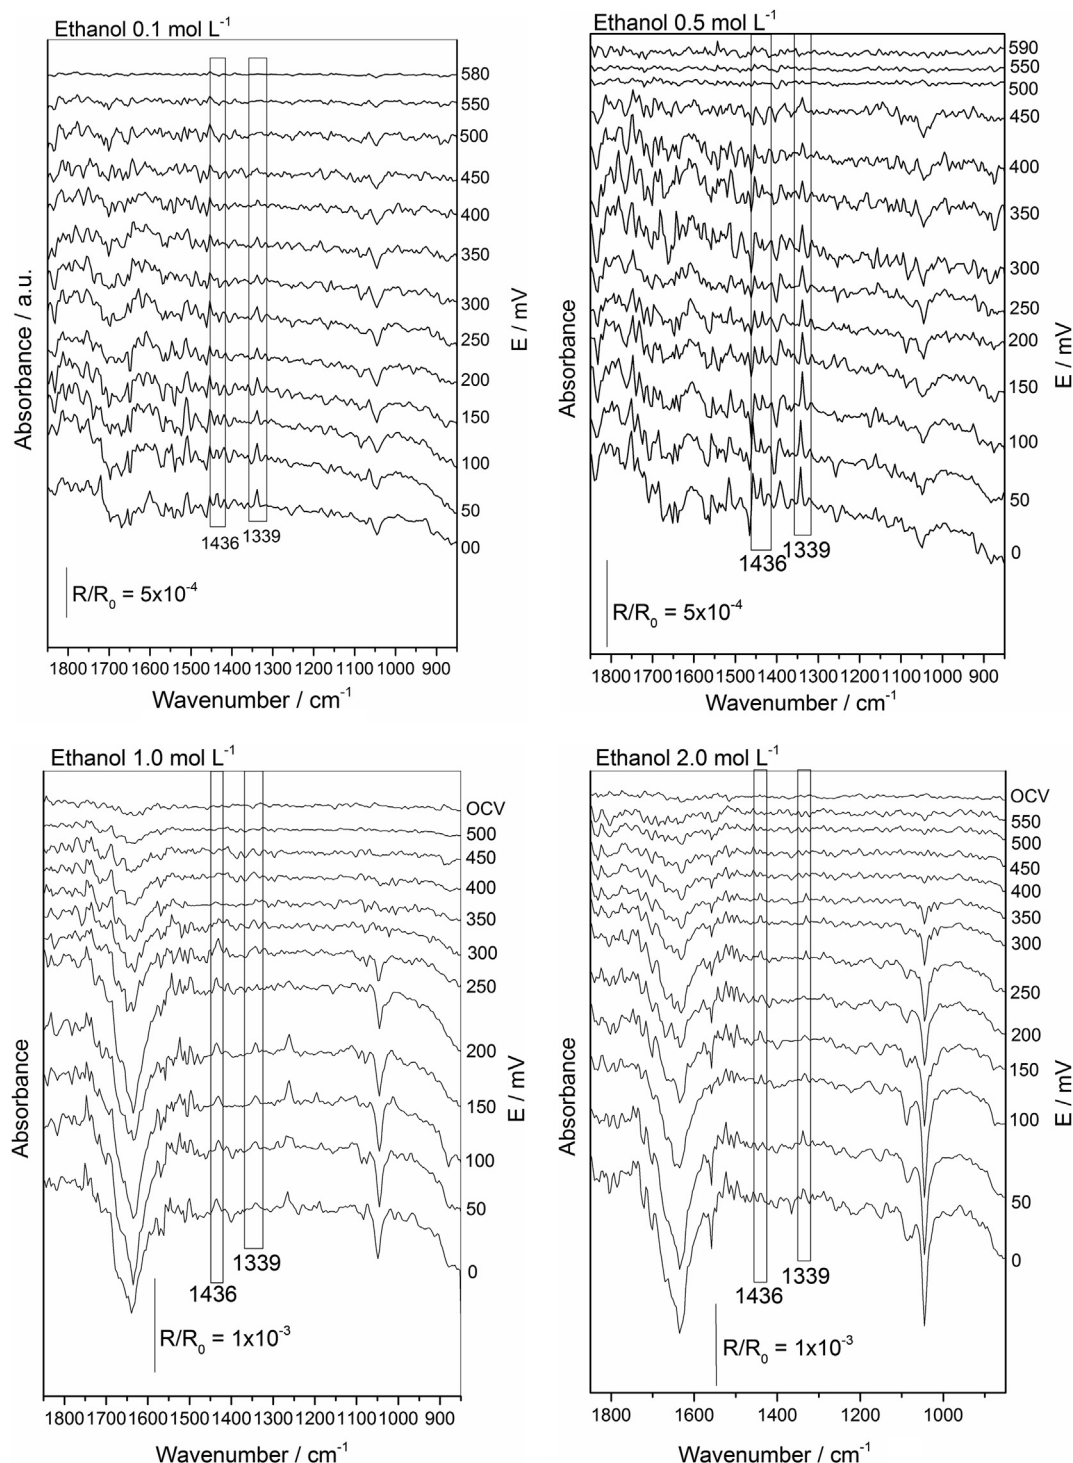 Ethanol 0.1 mol L⁻¹
Absorbance / a.u.
580
550
500
450
400
350
300
250
200
150
100
50
00
E / mV
1436
1339
R/R₀ = 5x10⁻⁴
1800 1700 1600 1500 1400 1300 1200 1100 1000 900
Wavenumber / cm⁻¹
Ethanol 0.5 mol L⁻¹
Absorbance
590
550
500
450
400
350
300
250
200
150
100
50
0
E / mV
1436
1339
R/R₀ = 5x10⁻⁴
1800 1700 1600 1500 1400 1300 1200 1100 1000 900
Wavenumber / cm⁻¹
Ethanol 1.0 mol L⁻¹
Absorbance
OCV
500
450
400
350
300
250
200
150
100
50
0
E / mV
1339
1436
R/R₀ = 1x10⁻³
1800 1700 1600 1500 1400 1300 1200 1100 1000 900
Wavenumber / cm⁻¹
Ethanol 2.0 mol L⁻¹
Absorbance
OCV
550
500
450
400
350
300
250
200
150
100
50
0
E / mV
1339
1436
R/R₀ = 1x10⁻³
1800 1600 1400 1200 1000
Wavenumber / cm⁻¹